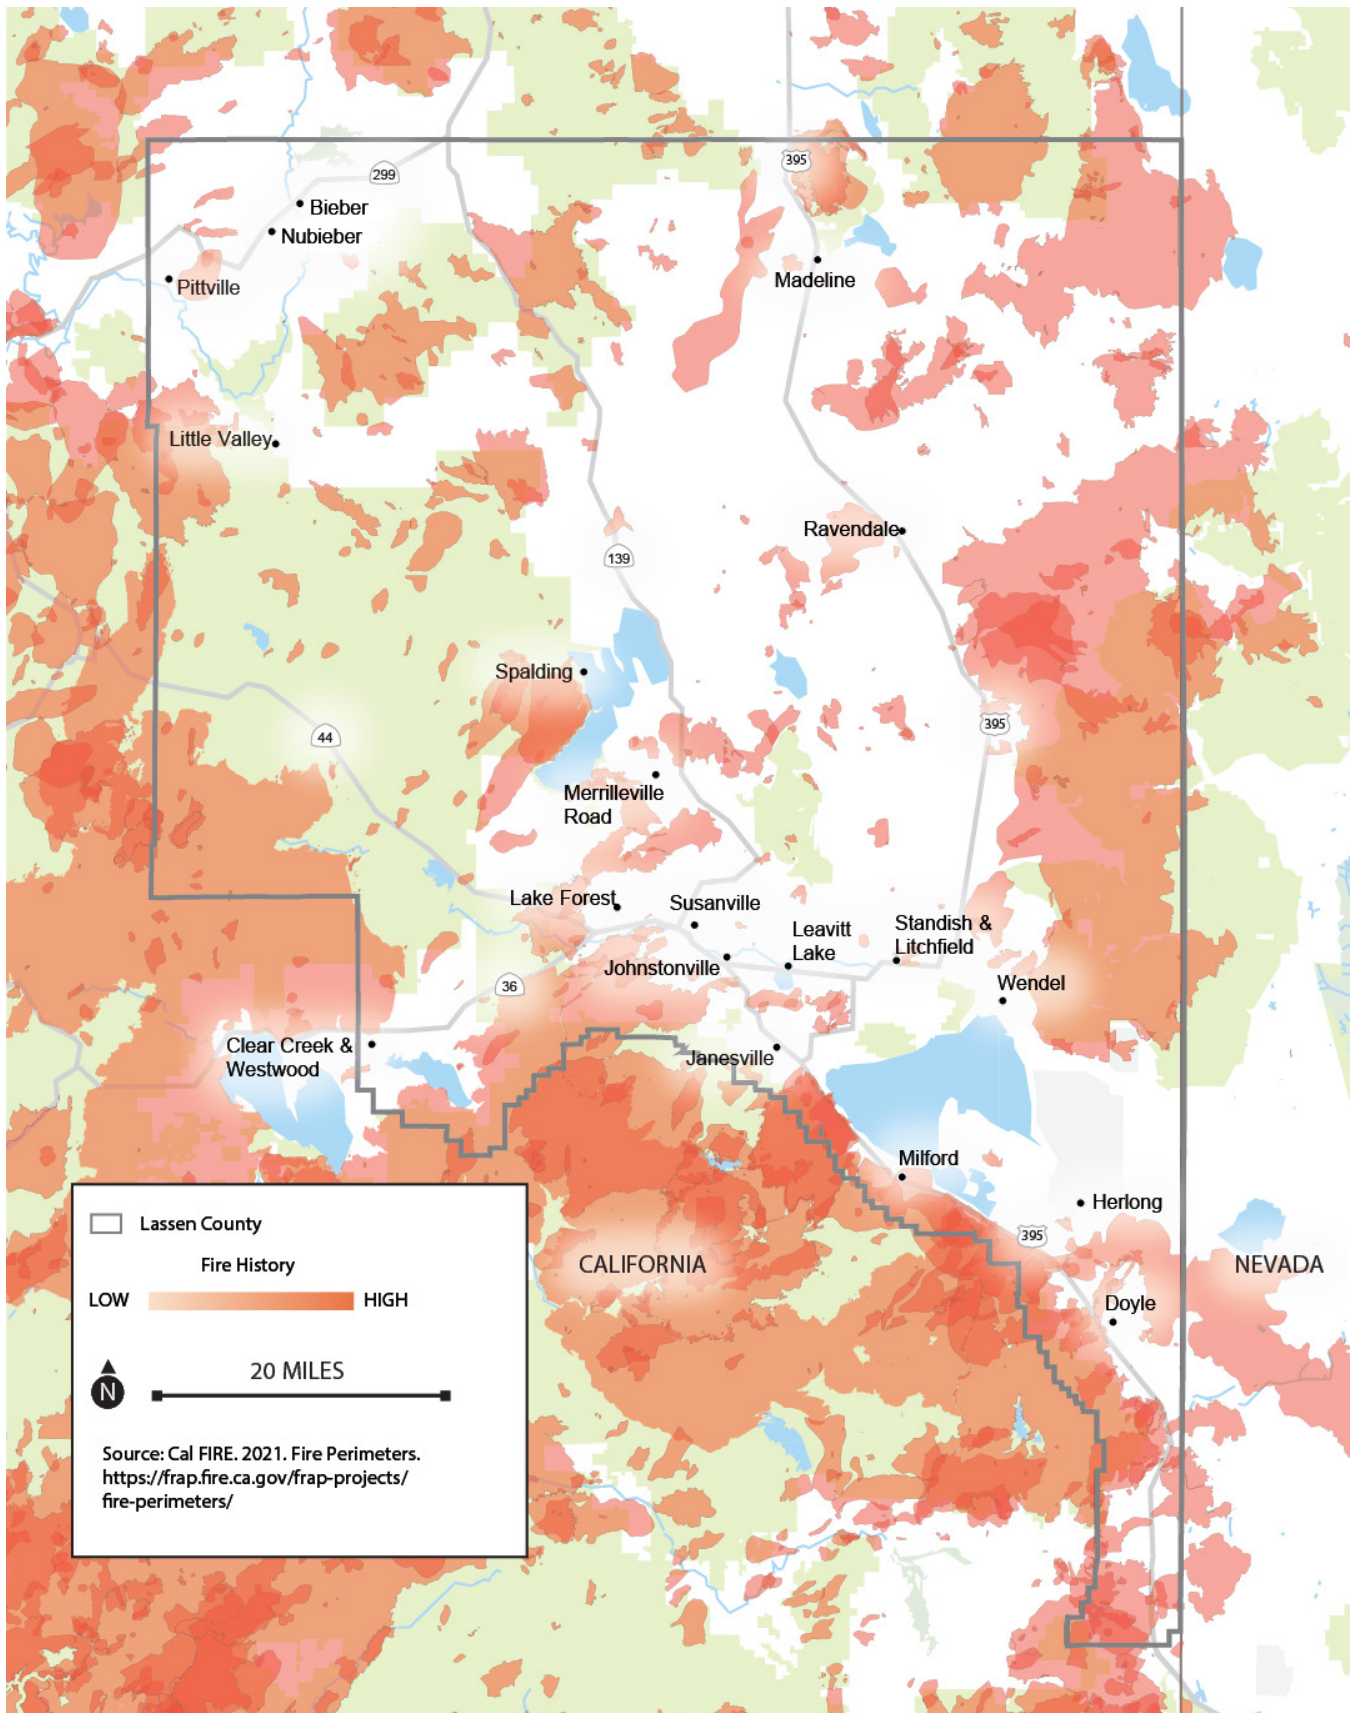 395
299
Bieber
Nubieber
Madeline
Pittville
Little Valley
Ravendale
139
Spalding
395
44
Merrilleville
Road
Lake Forest
Susanville
Leavitt
Lake
Standish &
Litchfield
Johnstonville
36
Wendel
Clear Creek &
Westwood
Janesville
Milford
Herlong
395
CALIFORNIA
NEVADA
Doyle
Lassen County
Fire History
LOW
HIGH
N
20 MILES
Source: Cal FIRE. 2021. Fire Perimeters.
https://frap.fire.ca.gov/frap-projects/
fire-perimeters/